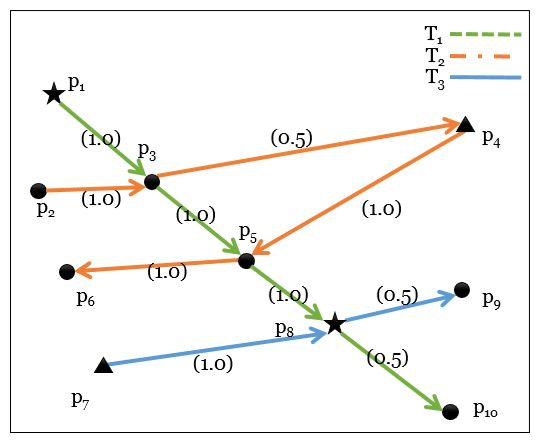 T1
T2
T3
p1
(1.0)
p3
(0.5)
p4
(1.0)
p2
(1.0)
(1.0)
p5
(1.0)
p6
(1.0)
(0.5)
p9
p8
(1.0)
(0.5)
p7
p10